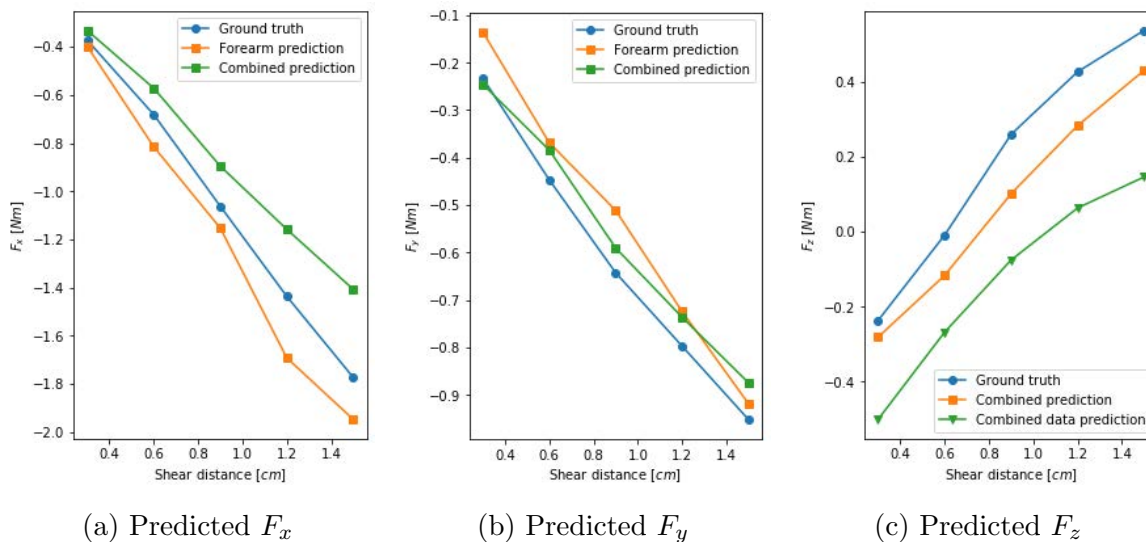 Ground truth
Forearm prediction
Combined prediction
−0.4
−0.6
−0.8
−1.0
−1.2
−1.4
−1.6
−1.8
−2.0
F_x [Nm]
0.4 0.6 0.8 1.0 1.2 1.4
Shear distance [cm]
(a) Predicted F_x
Ground truth
Forearm prediction
Combined prediction
−0.1
−0.2
−0.3
−0.4
−0.5
−0.6
−0.7
−0.8
−0.9
F_y [Nm]
0.4 0.6 0.8 1.0 1.2 1.4
Shear distance [cm]
(b) Predicted F_y
0.4
0.2
0.0
−0.2
−0.4
F_z [Nm]
Ground truth
Combined prediction
Combined data prediction
0.4 0.6 0.8 1.0 1.2 1.4
Shear distance [cm]
(c) Predicted F_z